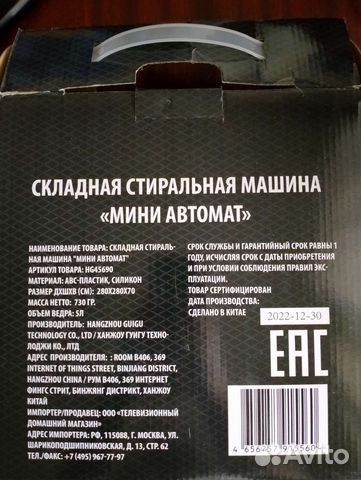 СКЛАДНАЯ СТИРАЛЬНАЯ МАШИНА
«МИНИ АВТОМАТ»
НАИМЕНОВАНИЕ ТОВАРА: СКЛАДНАЯ СТИРАЛЬ-
НАЯ МАШИНА "МИНИ АВТОМАТ"
АРТИКУЛ ТОВАРА: HG45690
МАТЕРИАЛ: АВС-ПЛАСТИК, СИЛИКОН
РАЗМЕР ДХШХВ (СМ): 280X280X70
МАССА НЕТТО: 730 ГР.
ОБЪЕМ ВЕДРА: 5Л
ПРОИЗВОДИТЕЛЬ: HANGZHOU GUIGU
TECHNOLOGY CO., LTD / ХАНЖОУ ГУИГУ ТЕХНО-
ЛОДЖИ КО., ЛТД
АДРЕС ПРОИЗВОДИТЕЛЯ: : ROOM B406, 369
INTERNET OF THINGS STREET, BINJIANG DISTRICT,
HANGZHOU CHINA / РУМ B406, 369 ИНТЕРНЕТ
ФИНГС СТРИТ, БИНЖЯНГ ДИСТРИКТ, ХАНЖОУ
КИТАЙ
ИМПОРТЕР/ПРОДАВЕЦ: ООО «ТЕЛЕВИЗИОННЫЙ
ДОМАШНИЙ МАГАЗИН»
АДРЕС ИМПОРТЕРА: РФ, 115088, Г. МОСКВА, УЛ.
ШАРИКОПОДШИПНИКОВСКАЯ, Д. 13, СТР. 62
ТЕЛ./ФАКС: +7 (495) 967-77-97
СРОК СЛУЖБЫ И ГАРАНТИЙНЫЙ СРОК РАВНЫ 1
ГОДУ, ИСЧИСЛЯЯ СРОК С ДАТЫ ПРИОБРЕТЕНИЯ
И ПРИ УСЛОВИИ СОБЛЮДЕНИЯ ПРАВИЛ ЭКС-
ПЛУАТАЦИИ.
ТОВАР СЕРТИФИЦИРОВАН
ДАТА ПРОИЗВОДСТВА:
СДЕЛАНО В КИТАЕ
2022-12-30
EAC
Avito